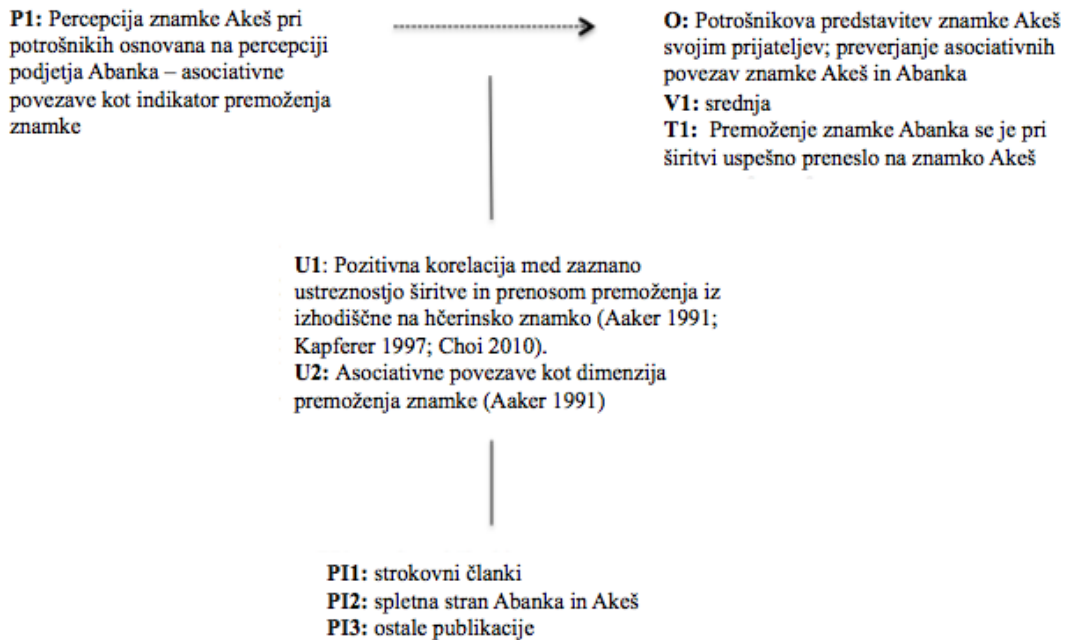 P1: Percepcija znamke Akeš pri
potrošnikih osnovana na percepciji
podjetja Abanka – asociativne
povezave kot indikator premoženja
znamke
O: Potrošnikova predstavitev znamke Akeš
svojim prijateljev; preverjanje asociativnih
povezav znamke Akeš in Abanka
V1: srednja
T1: Premoženje znamke Abanka se je pri
širitvi uspešno preneslo na znamko Akeš
U1: Pozitivna korelacija med zaznano
ustreznostjo širitve in prenosom premoženja iz
izhodiščne na hčerinsko znamko (Aaker 1991;
Kapferer 1997; Choi 2010).
U2: Asociativne povezave kot dimenzija
premoženja znamke (Aaker 1991)
PI1: strokovni članki
PI2: spletna stran Abanka in Akeš
PI3: ostale publikacije